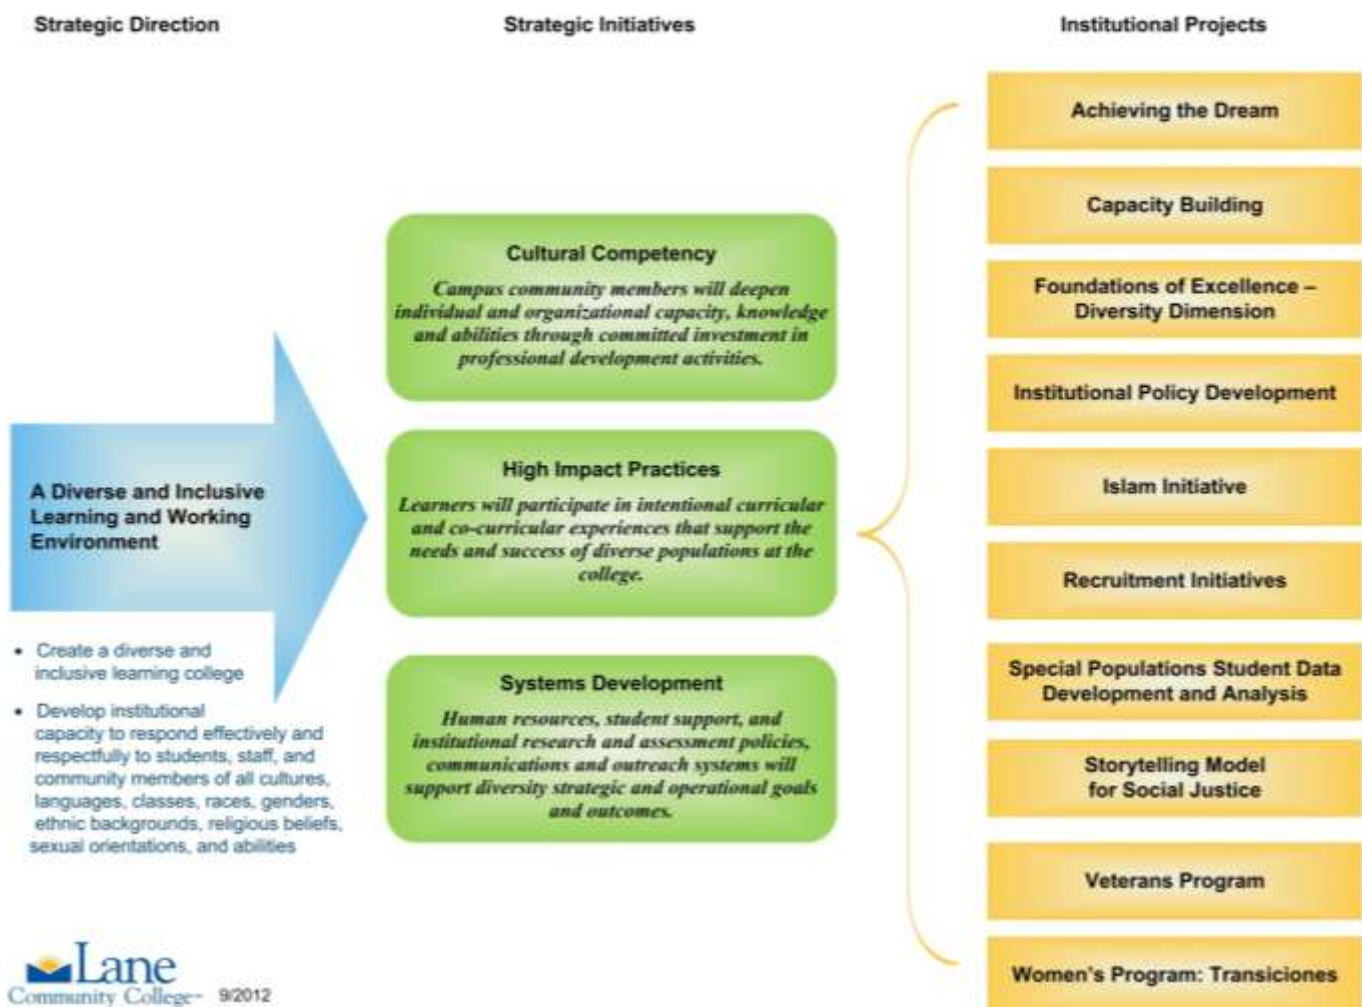 Strategic Direction
Strategic Initiatives
Institutional Projects
A Diverse and Inclusive
Learning and Working
Environment
• Create a diverse and
inclusive learning college
• Develop institutional
capacity to respond effectively and
respectfully to students, staff, and
community members of all cultures,
languages, classes, races, genders,
ethnic backgrounds, religious beliefs,
sexual orientations, and abilities
Cultural Competency
Campus community members will deepen
individual and organizational capacity, knowledge
and abilities through committed investment in
professional development activities.
High Impact Practices
Learners will participate in intentional curricular
and co-curricular experiences that support the
needs and success of diverse populations at the
college.
Systems Development
Human resources, student support, and
institutional research and assessment policies,
communications and outreach systems will
support diversity strategic and operational goals
and outcomes.
Achieving the Dream
Capacity Building
Foundations of Excellence –
Diversity Dimension
Institutional Policy Development
Islam Initiative
Recruitment Initiatives
Special Populations Student Data
Development and Analysis
Storytelling Model
for Social Justice
Veterans Program
Women's Program: Transiciones
Lane
Community College™ 9/2012